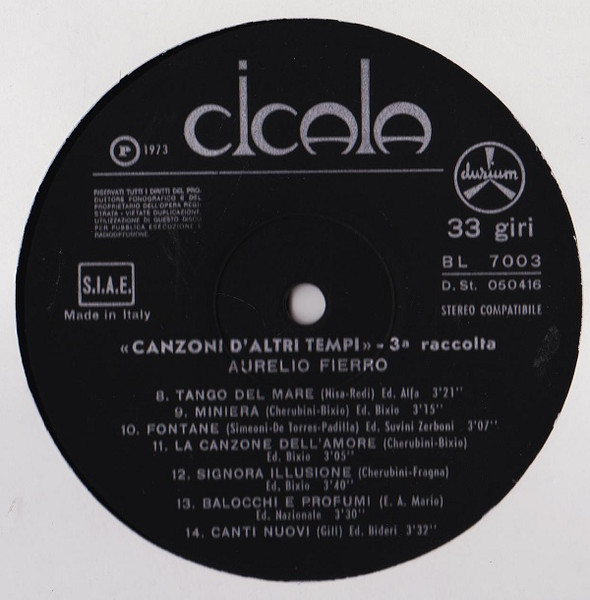 cicala
P 1973
durium
RISERVATI TUTTI I DIRITTI DEL PRO-
DUTTORE FONOGRAFICO E DEL
PROPRIETARIO DELL'OPERA REGI-
STRATA - VIETATE DUPLICAZIONE,
UTILIZZAZIONE DI QUESTO DISCO
PER PUBBLICA ESECUZIONE E
RADIODIFFUSIONE.
33 giri
BL 7003
D. St. 050416
STEREO COMPATIBILE
S.I.A.E.
Made in Italy
«CANZONI D'ALTRI TEMPI» - 3ª raccolta
AURELIO FIERRO
8. TANGO DEL MARE (Nisa-Redi) Ed. Alfa 3'21''
9. MINIERA (Cherubini-Bixio) Ed. Bixio 3'15''
10. FONTANE (Simeoni-De Torres-Padilla) Ed. Suvini Zerboni 3'07''
11. LA CANZONE DELL'AMORE (Cherubini-Bixio)
Ed. Bixio 3'05''
12. SIGNORA ILLUSIONE (Cherubini-Fragna)
Ed. Bixio 3'40''
13. BALOCCHI E PROFUMI (E. A. Mario)
Ed. Nazionale 3'30''
14. CANTI NUOVI (Gill) Ed. Bideri 3'32''